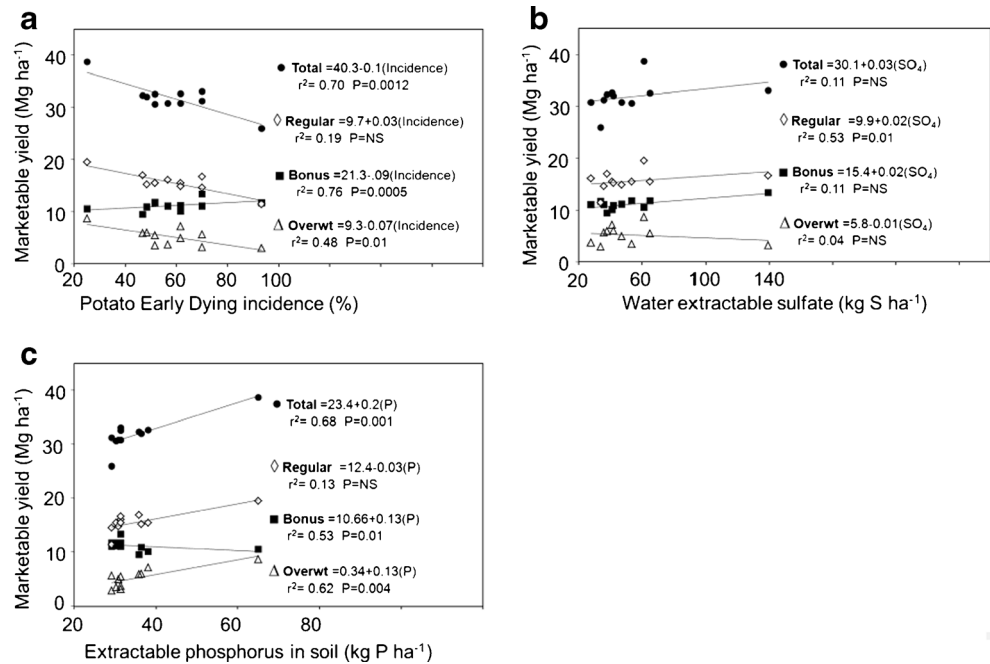 a
Marketable yield (Mg ha-1)
40
30
20
10
0
20 40 60 80 100
Potato Early Dying incidence (%)
Total =40.3-0.1(Incidence)
r2= 0.70 P=0.0012
Regular =9.7+0.03(Incidence)
r2= 0.19 P=NS
Bonus =21.3-.09(Incidence)
r2= 0.76 P=0.0005
Overwt =9.3-0.07(Incidence)
r2= 0.48 P=0.01
b
Marketable yield (Mg ha-1)
40
30
20
10
0
20 60 100 140
Water extractable sulfate (kg S ha-1)
Total =30.1+0.03(SO4)
r2= 0.11 P=NS
Regular =9.9+0.02(SO4)
r2= 0.53 P=0.01
Bonus =15.4+0.02(SO4)
r2= 0.11 P=NS
Overwt =5.8-0.01(SO4)
r2= 0.04 P=NS
c
Marketable yield (Mg ha-1)
40
30
20
10
0
20 40 60 80
Extractable phosphorus in soil (kg P ha-1)
Total =23.4+0.2(P)
r2= 0.68 P=0.001
Regular =12.4-0.03(P)
r2= 0.13 P=NS
Bonus =10.66+0.13(P)
r2= 0.53 P=0.01
Overwt =0.34+0.13(P)
r2= 0.62 P=0.004